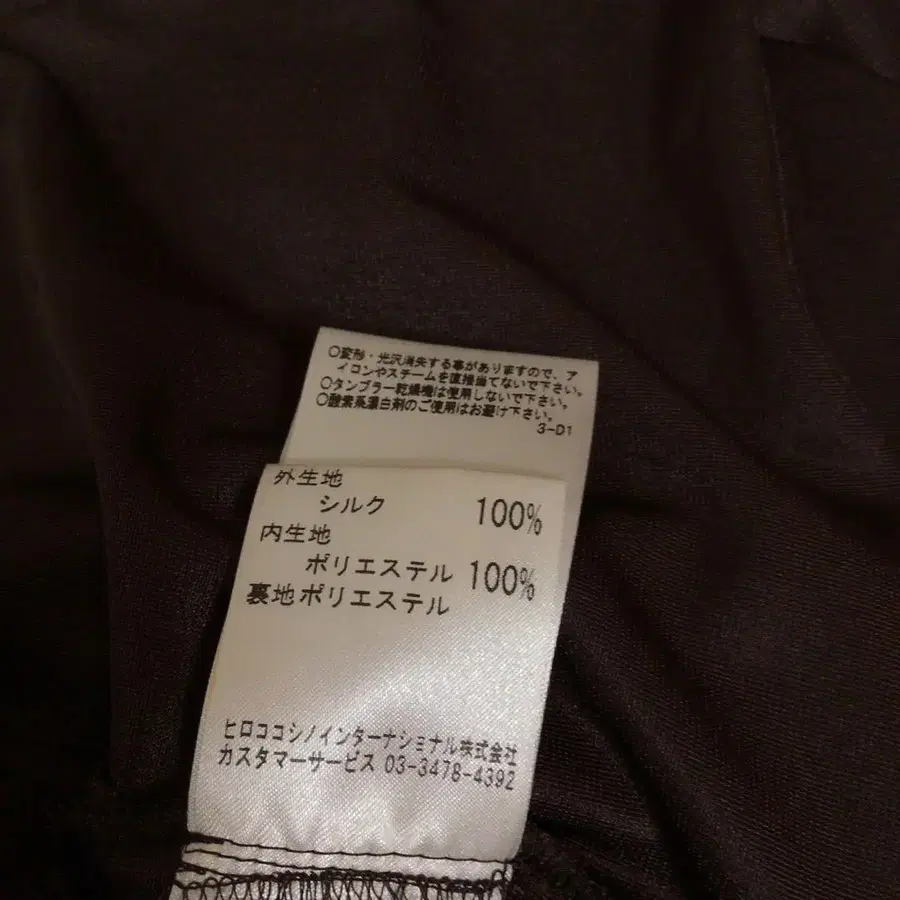 ○変形・光沢消失する事がありますので、ア
イロンやスチームを直接当てないで下さい。
○タンブラー乾燥機は使用しないで下さい。
○酸素系漂白剤のご使用はお避け下さい。
3-D1
外生地
シルク 100%
内生地
ポリエステル 100%
裏地ポリエステル
ヒロココシノインターナショナル株式会社
カスタマーサービス 03-3478-4392